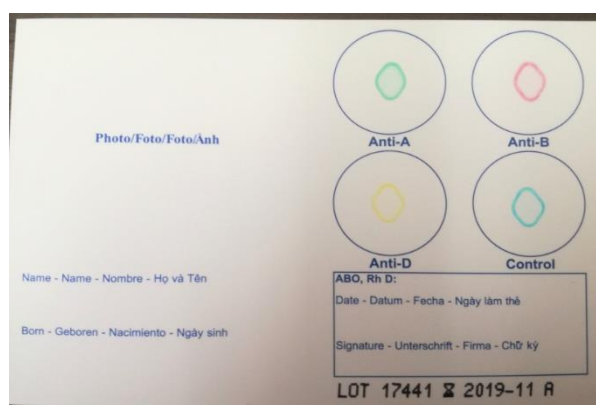 Photo/Foto/Foto/Ảnh
Anti-A
Anti-B
Anti-D
Control
Name - Name - Nombre - Họ và Tên
Born - Geboren - Nacimiento - Ngày sinh
ABO, Rh D:
Date - Datum - Fecha - Ngày làm thẻ
Signature - Unterschrift - Firma - Chữ ký
LOT 17441 ⧖ 2019-11 A